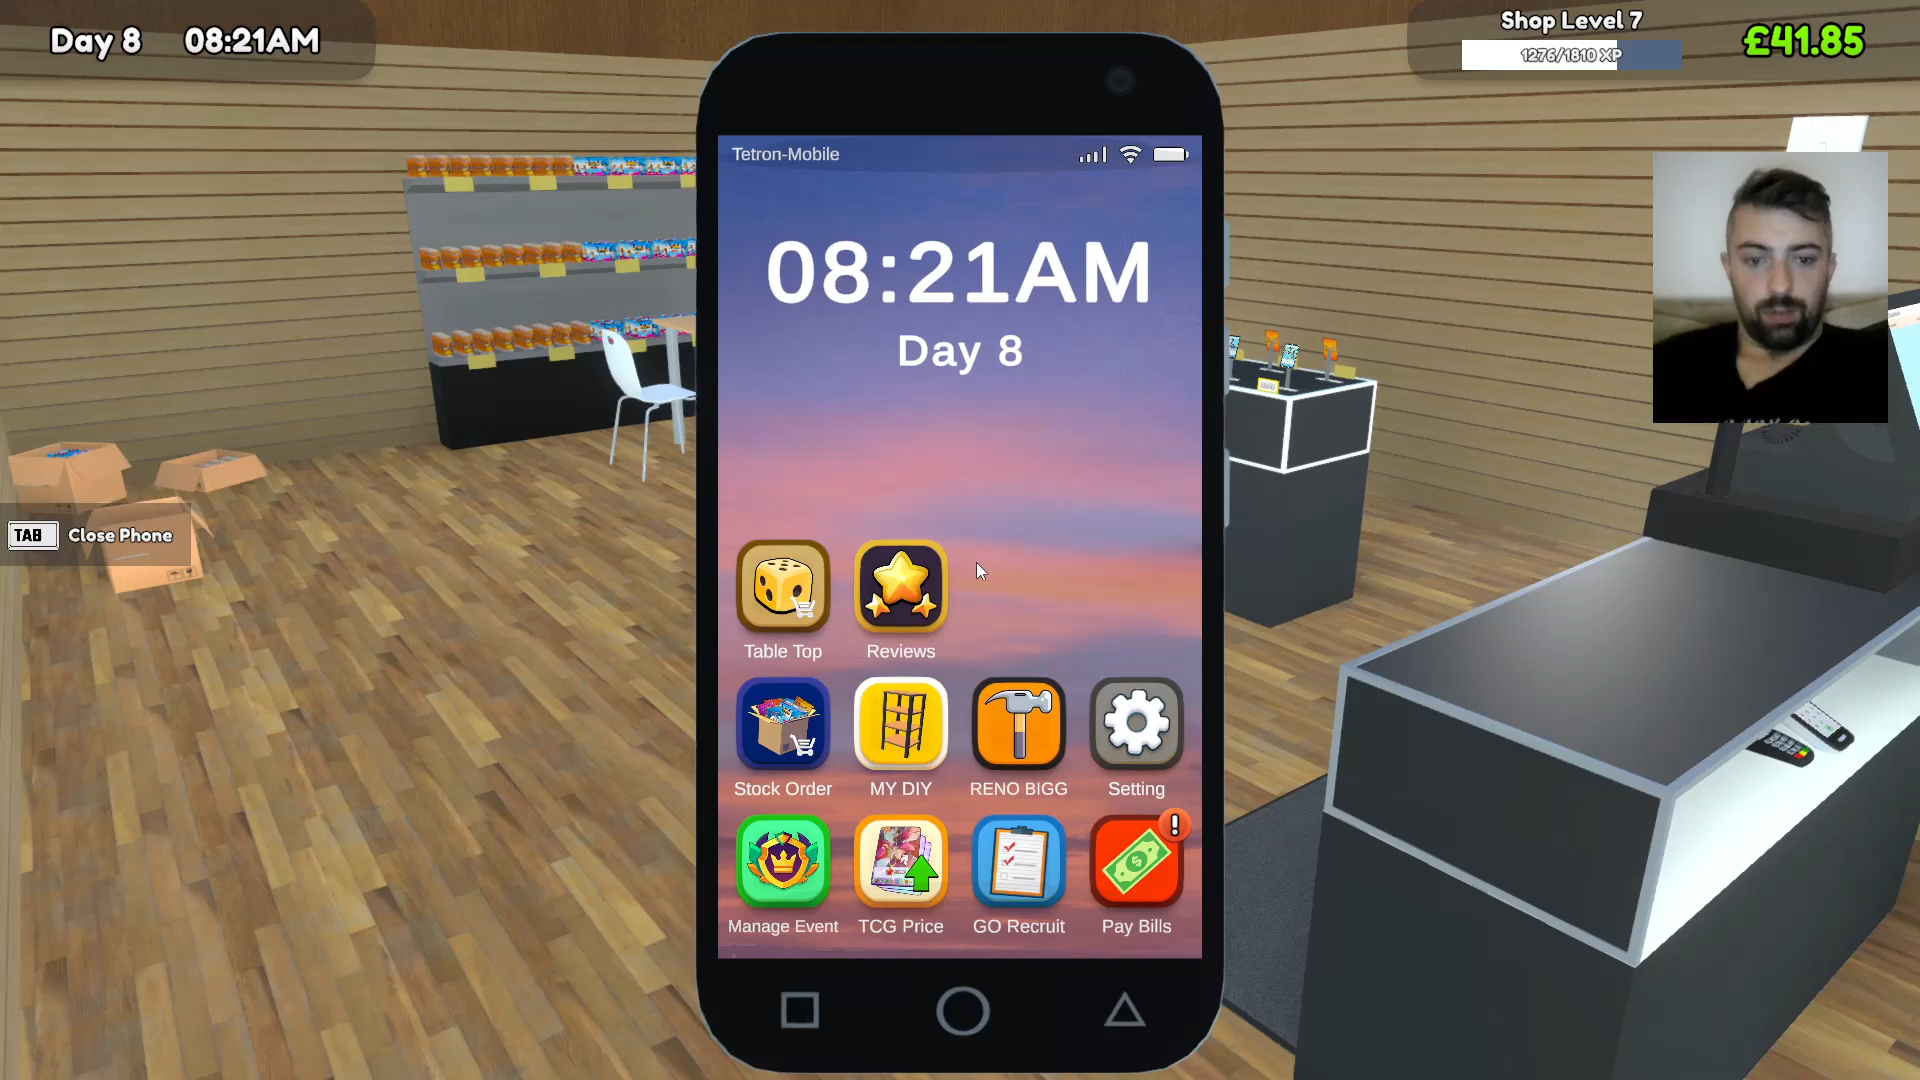 Day 8 08:21AM
Shop Level 7
1276/1810 XP
£41.85
Tetron-Mobile
08:21AM
Day 8
TAB Close Phone
Table Top
Reviews
Stock Order
MY DIY
RENO BIGG
Setting
Manage Event
TCG Price
GO Recruit
Pay Bills